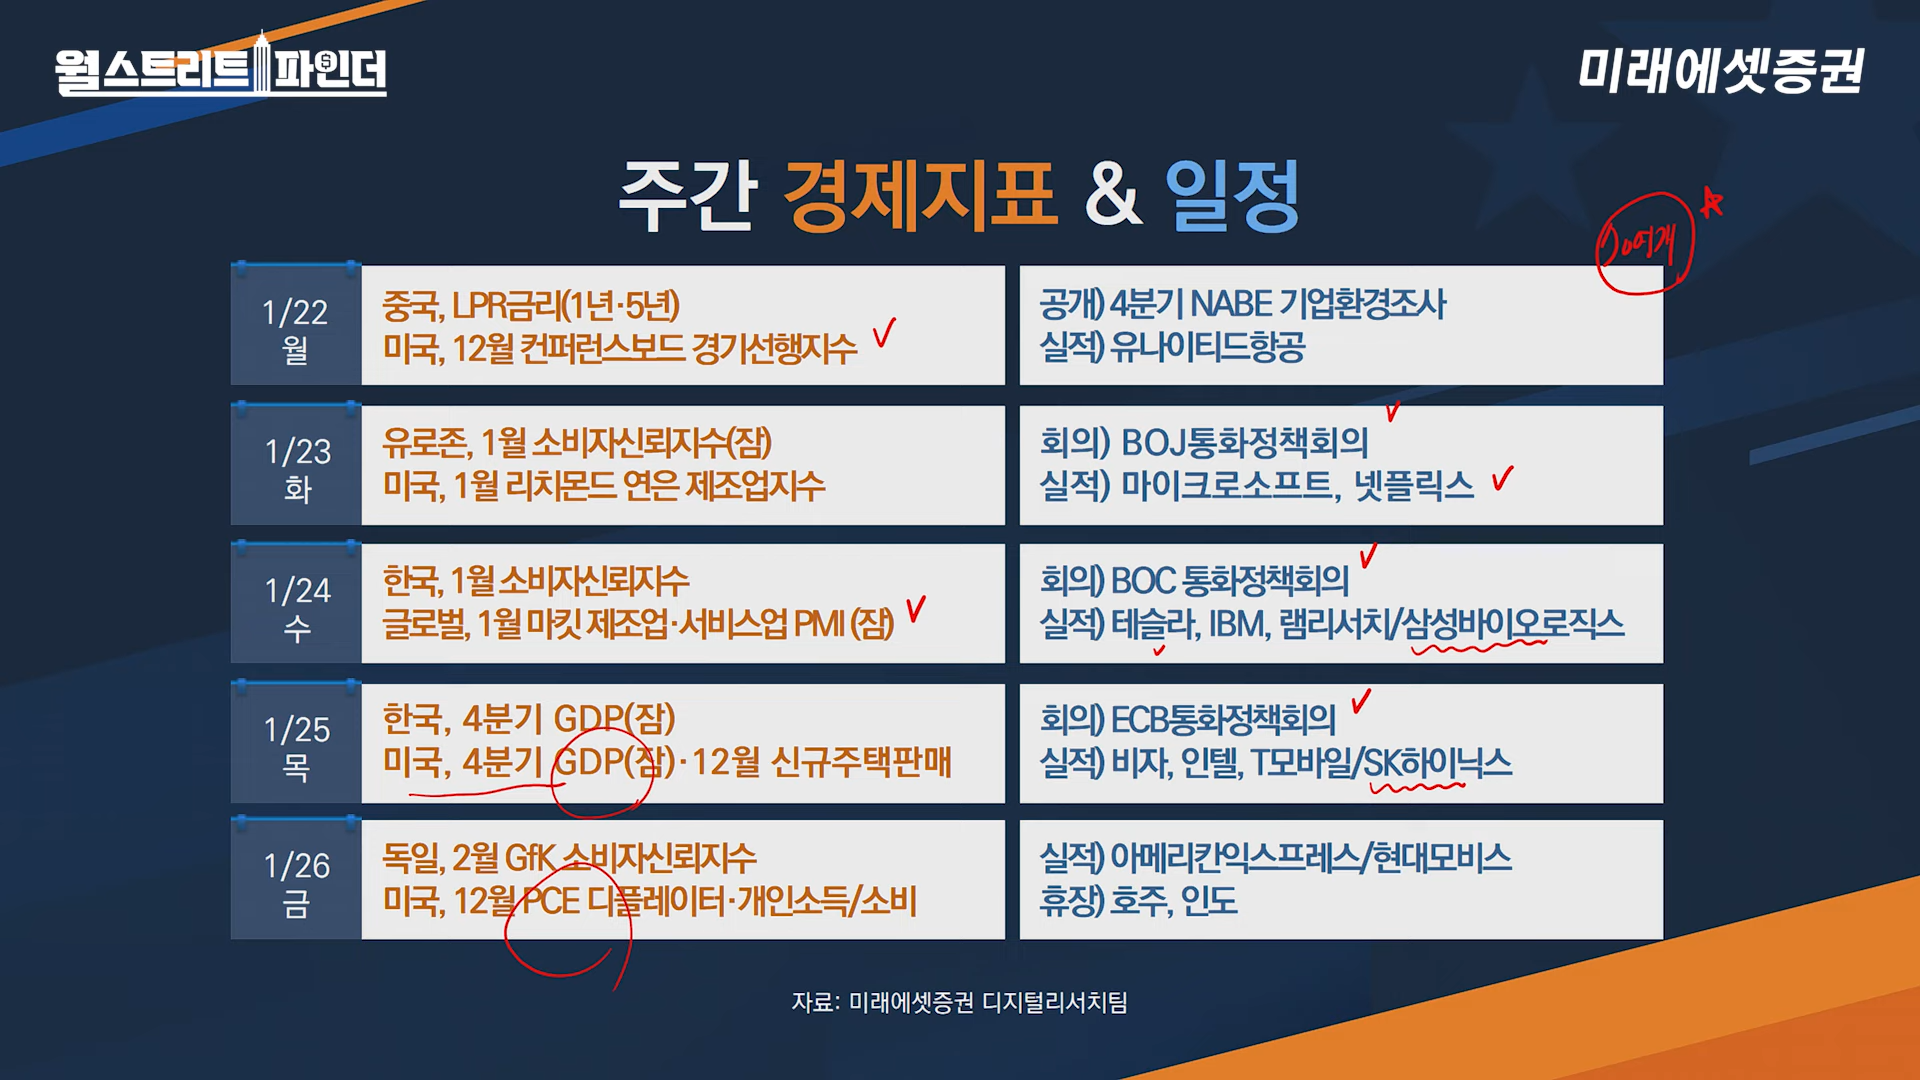 월스트리트 파인더
미래에셋증권
주간 경제지표 & 일정
1/22
월
중국, LPR금리(1년·5년)
미국, 12월 컨퍼런스보드 경기선행지수
공개) 4분기 NABE 기업환경조사
실적) 유나이티드항공
1/23
화
유로존, 1월 소비자신뢰지수(잠)
미국, 1월 리치몬드 연은 제조업지수
회의) BOJ통화정책회의
실적) 마이크로소프트, 넷플릭스
1/24
수
한국, 1월 소비자신뢰지수
글로벌, 1월 마킷 제조업·서비스업 PMI (잠)
회의) BOC 통화정책회의
실적) 테슬라, IBM, 램리서치/삼성바이오로직스
1/25
목
한국, 4분기 GDP(잠)
미국, 4분기 GDP(잠)·12월 신규주택판매
회의) ECB통화정책회의
실적) 비자, 인텔, T모바일/SK하이닉스
1/26
금
독일, 2월 GfK 소비자신뢰지수
미국, 12월 PCE 디플레이터·개인소득/소비
실적) 아메리칸익스프레스/현대모비스
휴장) 호주, 인도
자료: 미래에셋증권 디지털리서치팀